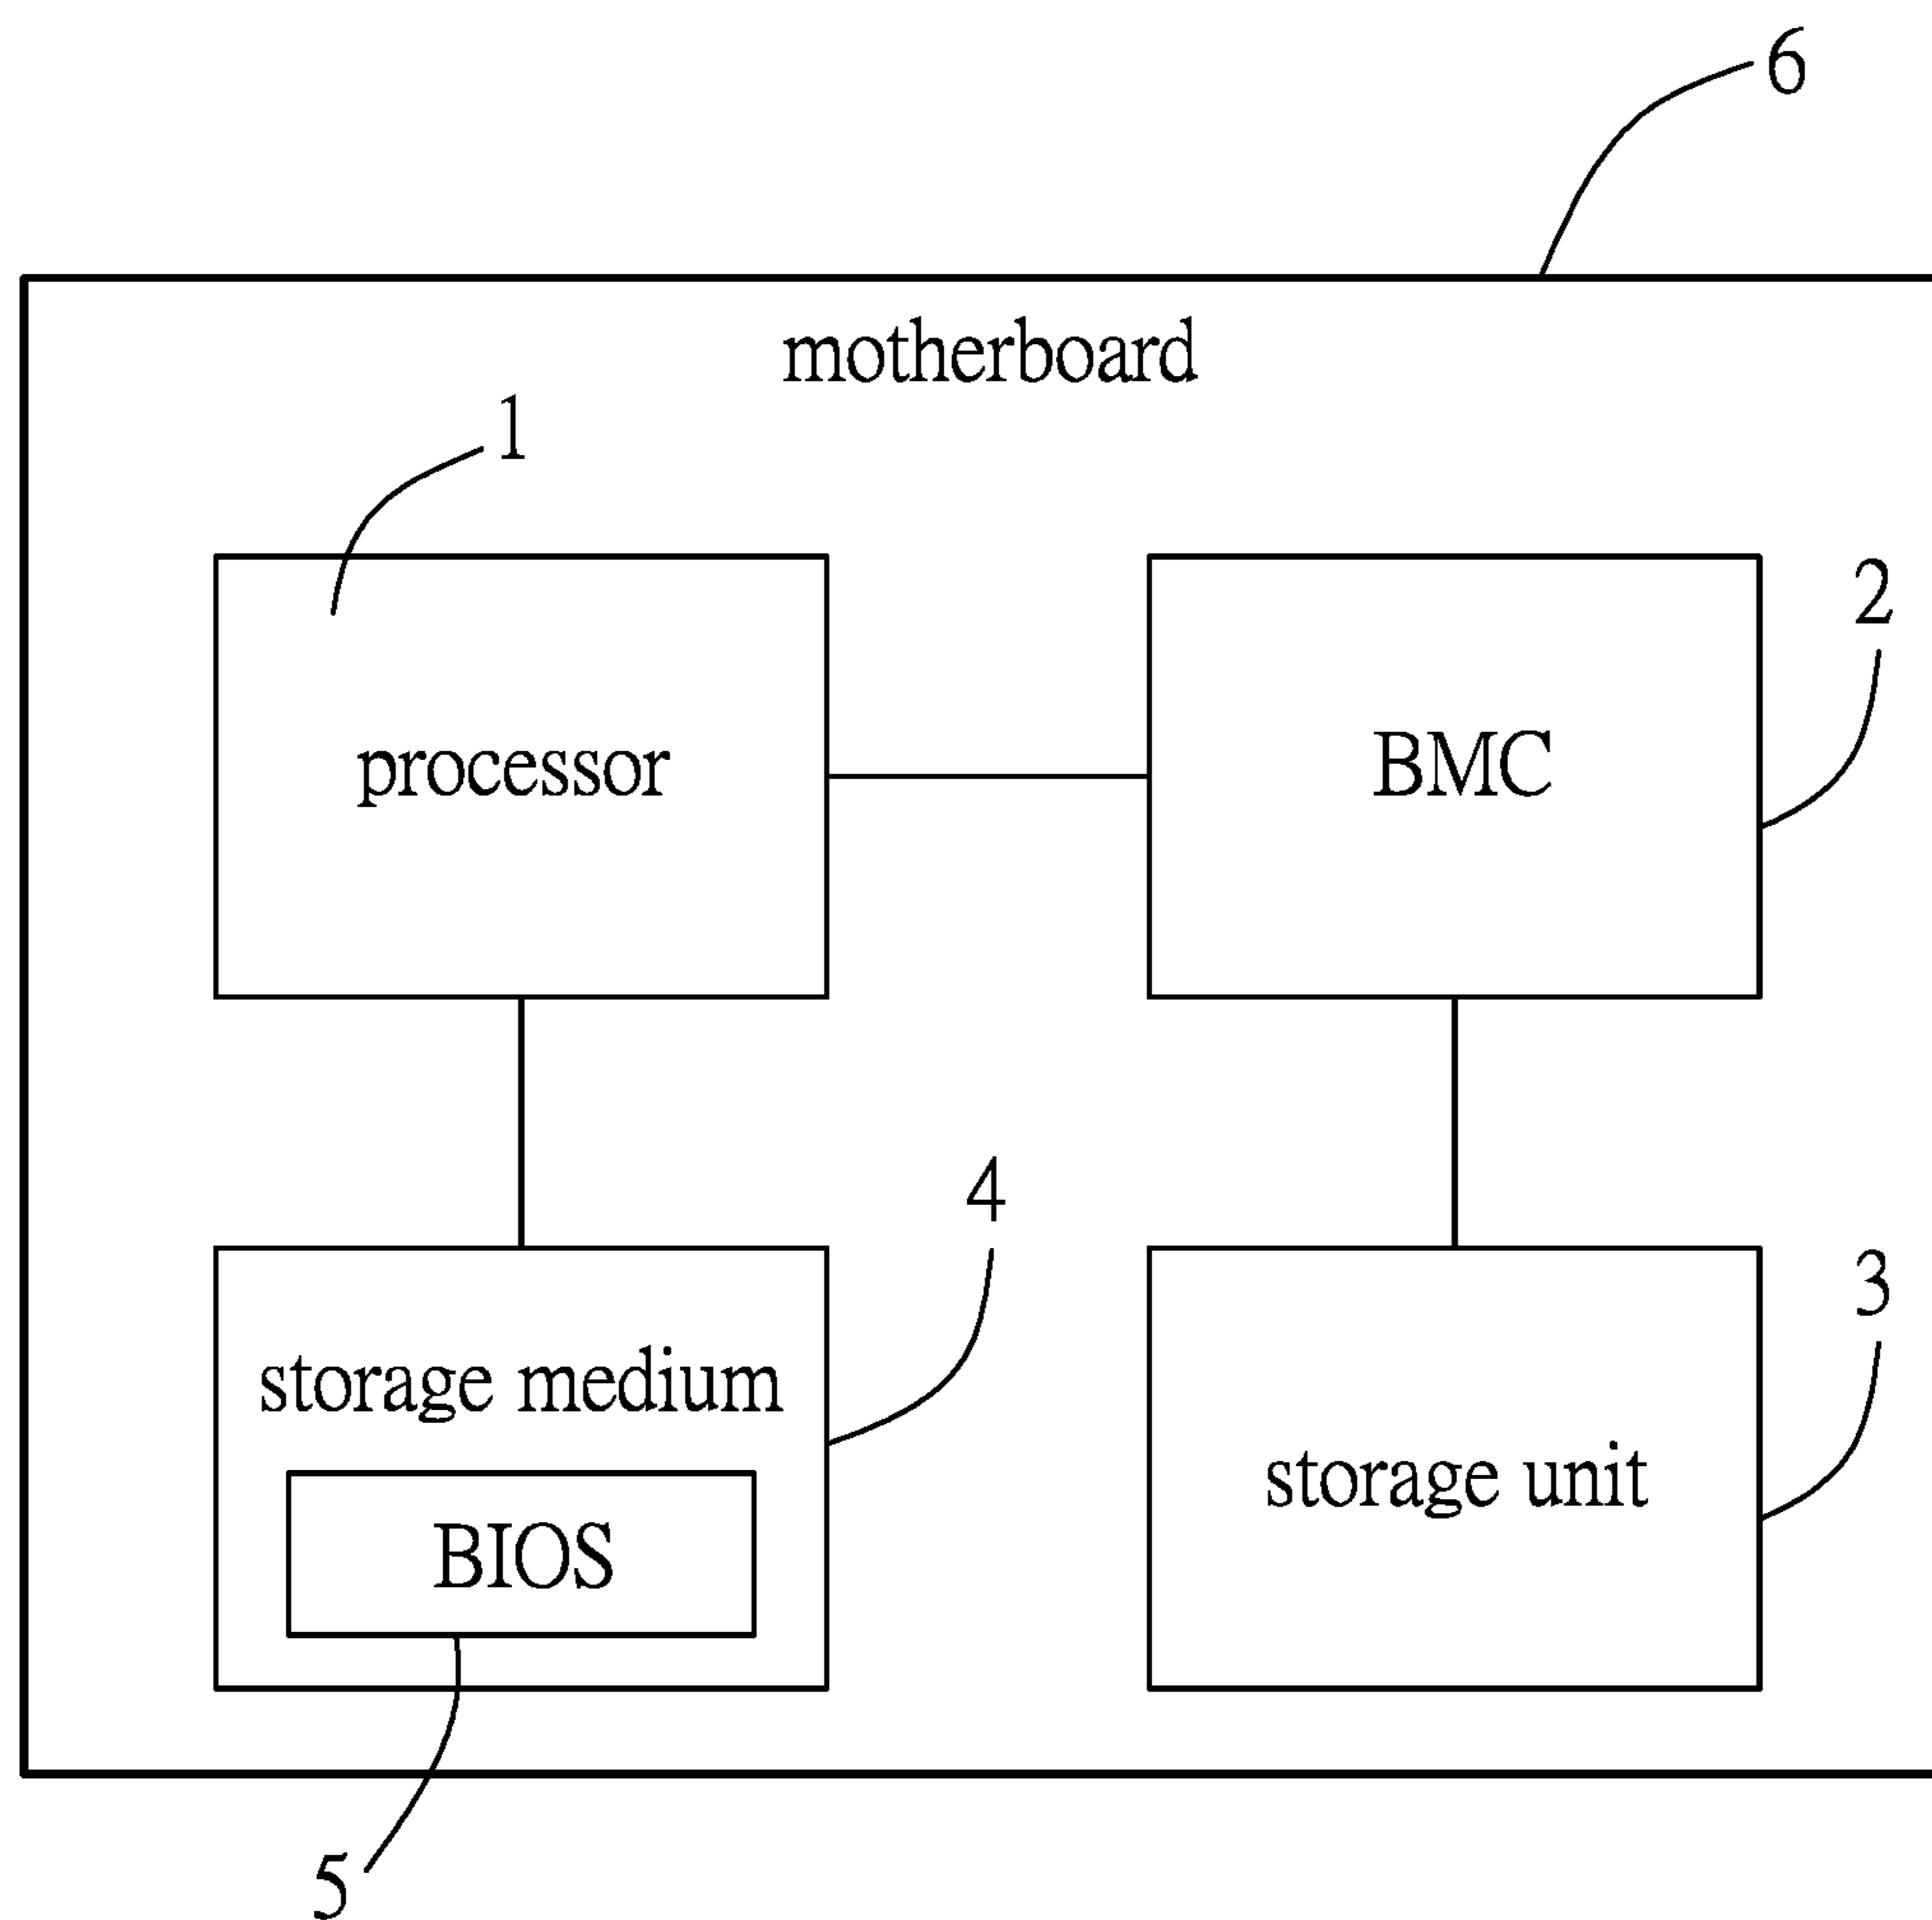 6
motherboard
1
2
processor
BMC
4
3
storage medium
storage unit
BIOS
5